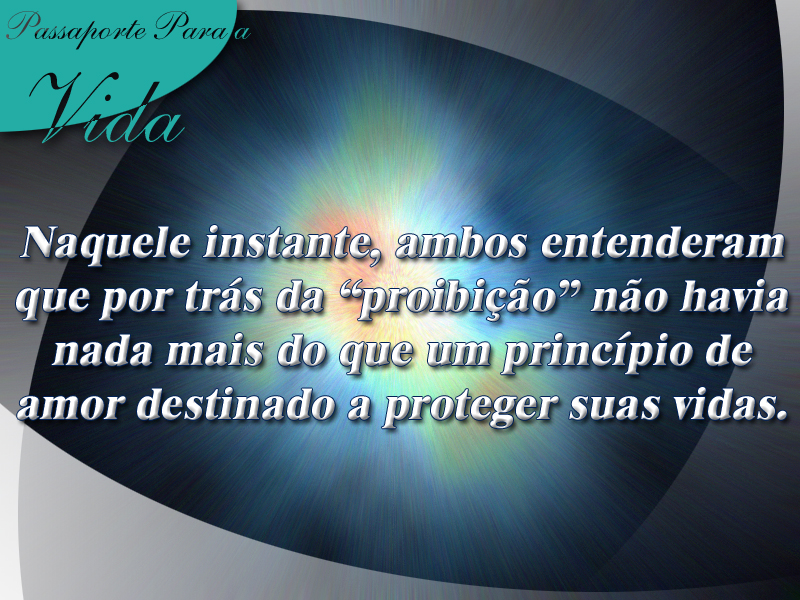 Passaporte Para a
Vida
Naquele instante, ambos entenderam
que por trás da “proibição” não havia
nada mais do que um princípio de
amor destinado a proteger suas vidas.